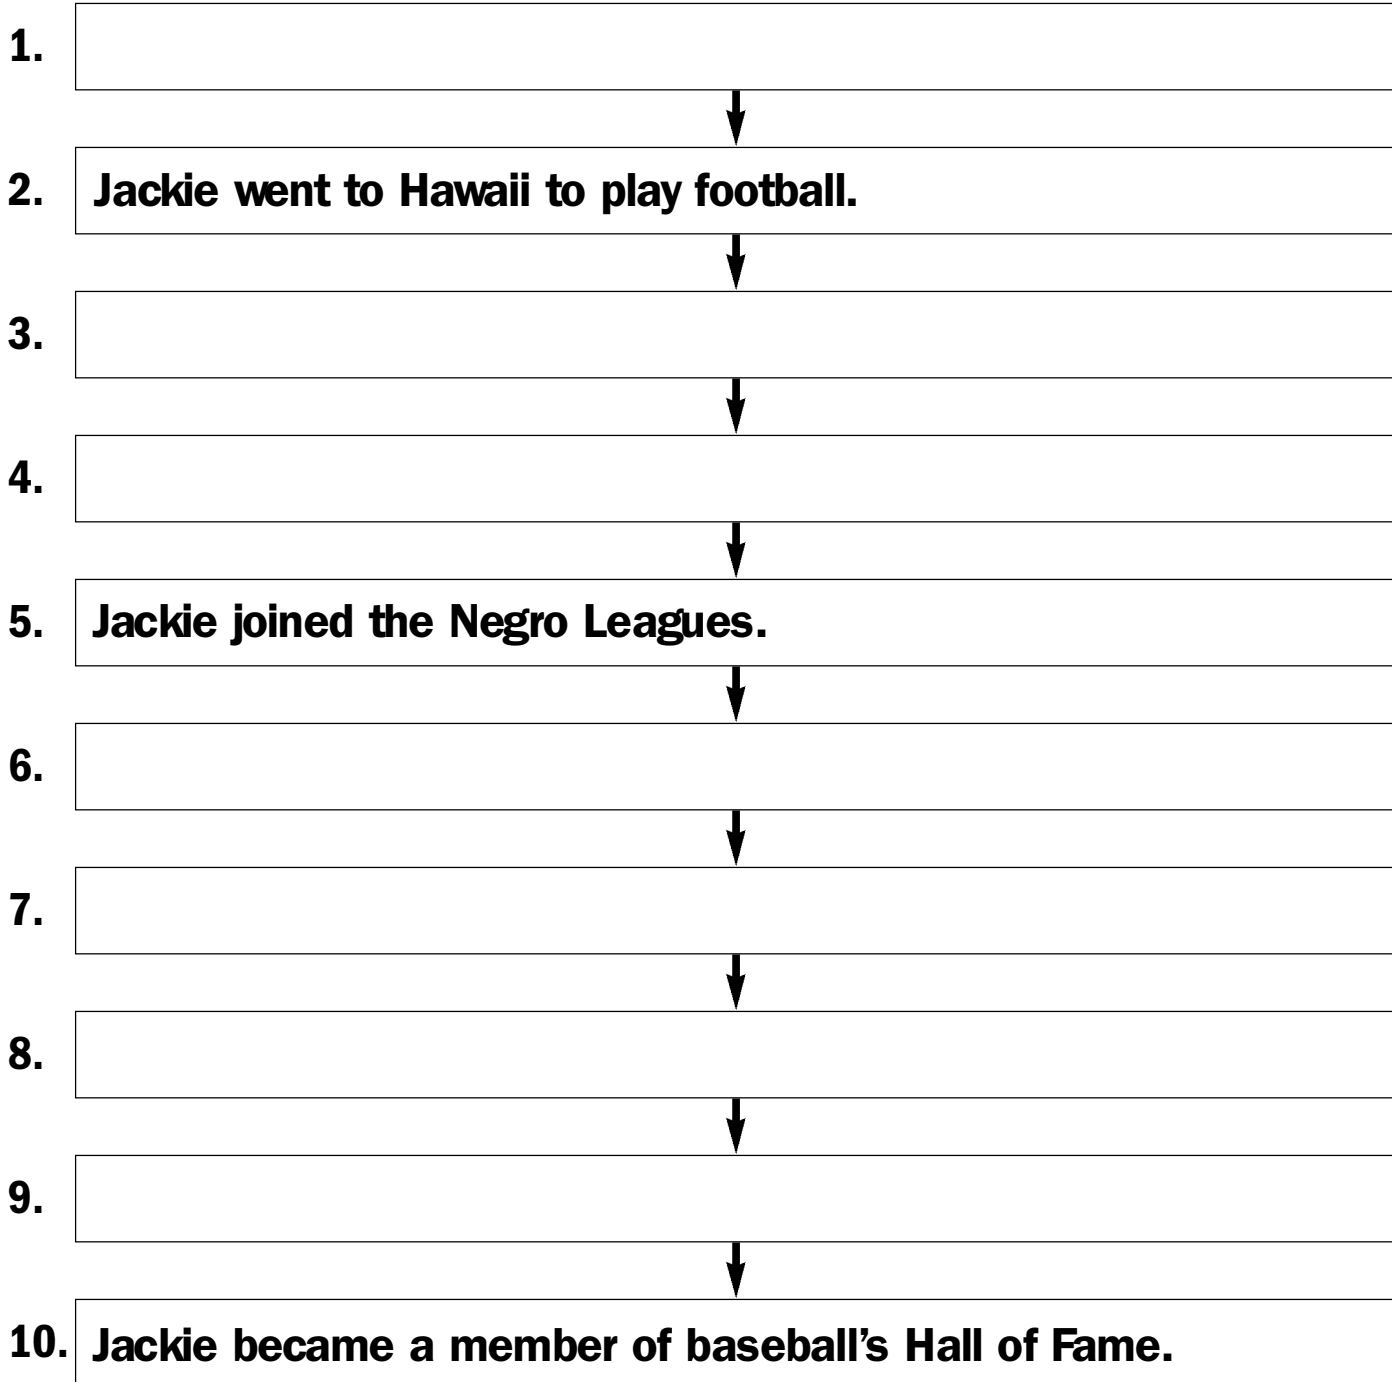 1.
2. Jackie went to Hawaii to play football.
3.
4.
5. Jackie joined the Negro Leagues.
6.
7.
8.
9.
10. Jackie became a member of baseball’s Hall of Fame.